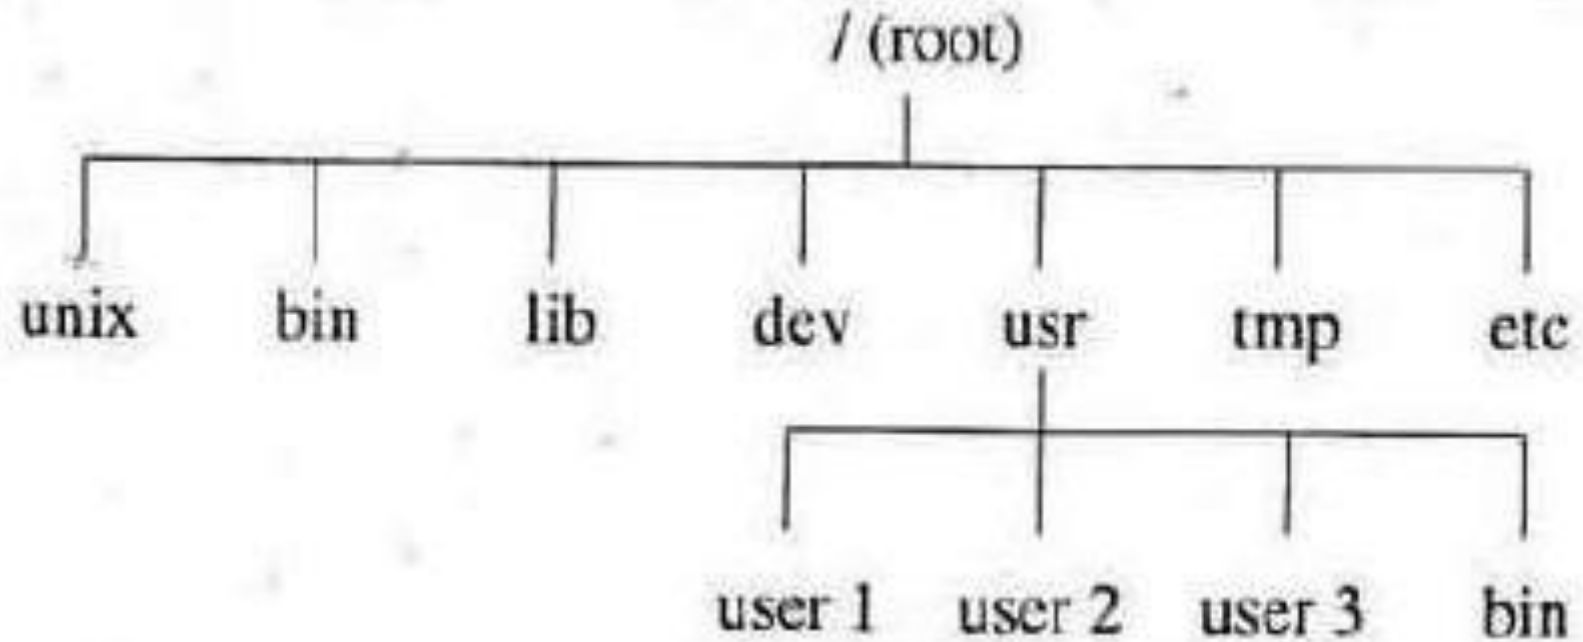 / (root)
unix bin lib dev usr tmp etc
user 1 user 2 user 3 bin